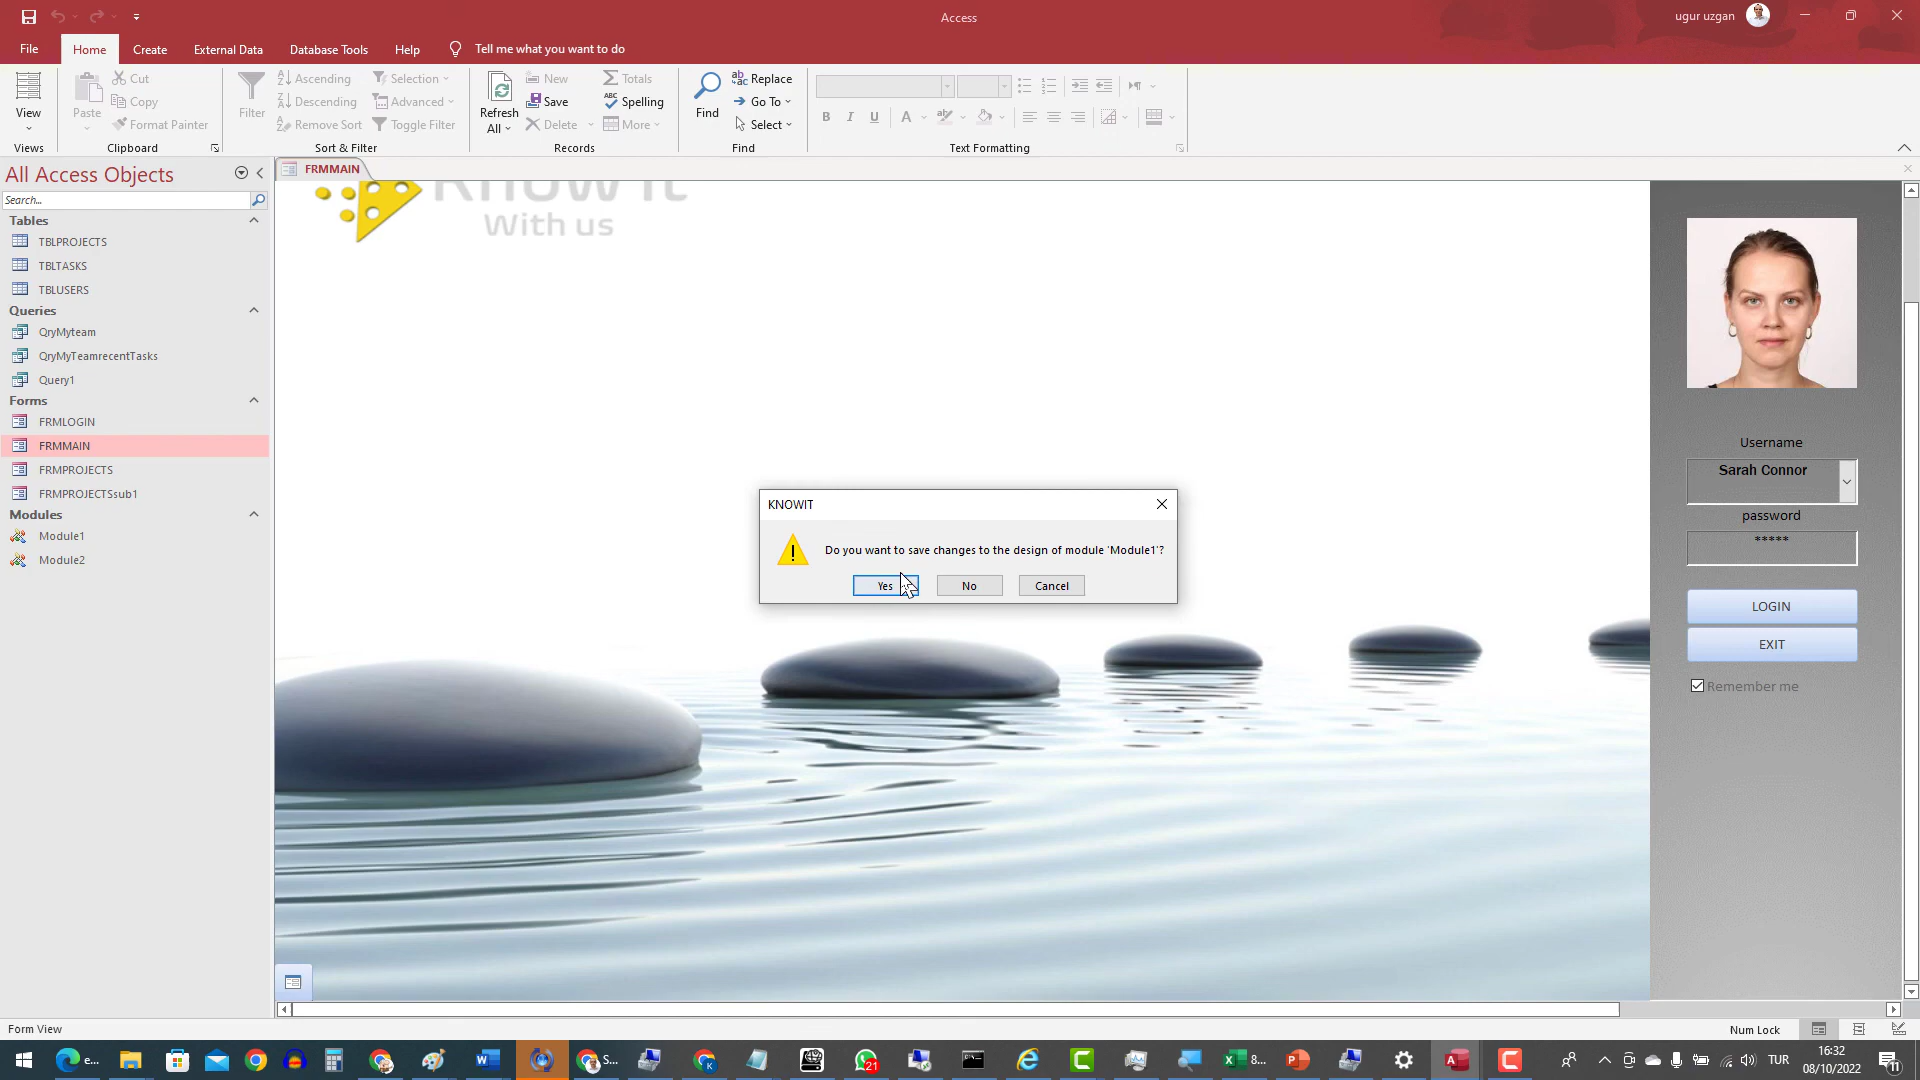 Access
ugur uzgan
File
Home
Create
External Data
Database Tools
Help
Tell me what you want to do
View
Views
Paste
Cut
Copy
Format Painter
Clipboard
Filter
Ascending
Descending
Remove Sort
Selection
Advanced
Toggle Filter
Sort & Filter
Refresh
All
New
Save
Delete
Totals
Spelling
More
Records
Find
Replace
Go To
Select
Find
B I U A
Text Formatting
All Access Objects
Search...
Tables
TBLPROJECTS
TBLTASKS
TBLUSERS
Queries
QryMyteam
QryMyTeamrecentTasks
Query1
Forms
FRMLOGIN
FRMMAIN
FRMPROJECTS
FRMPROJECTSsub1
Modules
Module1
Module2
FRMMAIN
Know It
With us
KNOWIT
Do you want to save changes to the design of module 'Module1'?
Yes
No
Cancel
Username
Sarah Connor
password
*****
LOGIN
EXIT
Remember me
Form View
Num Lock
e...
S...
21
8...
TUR
16:32
08/10/2022
11